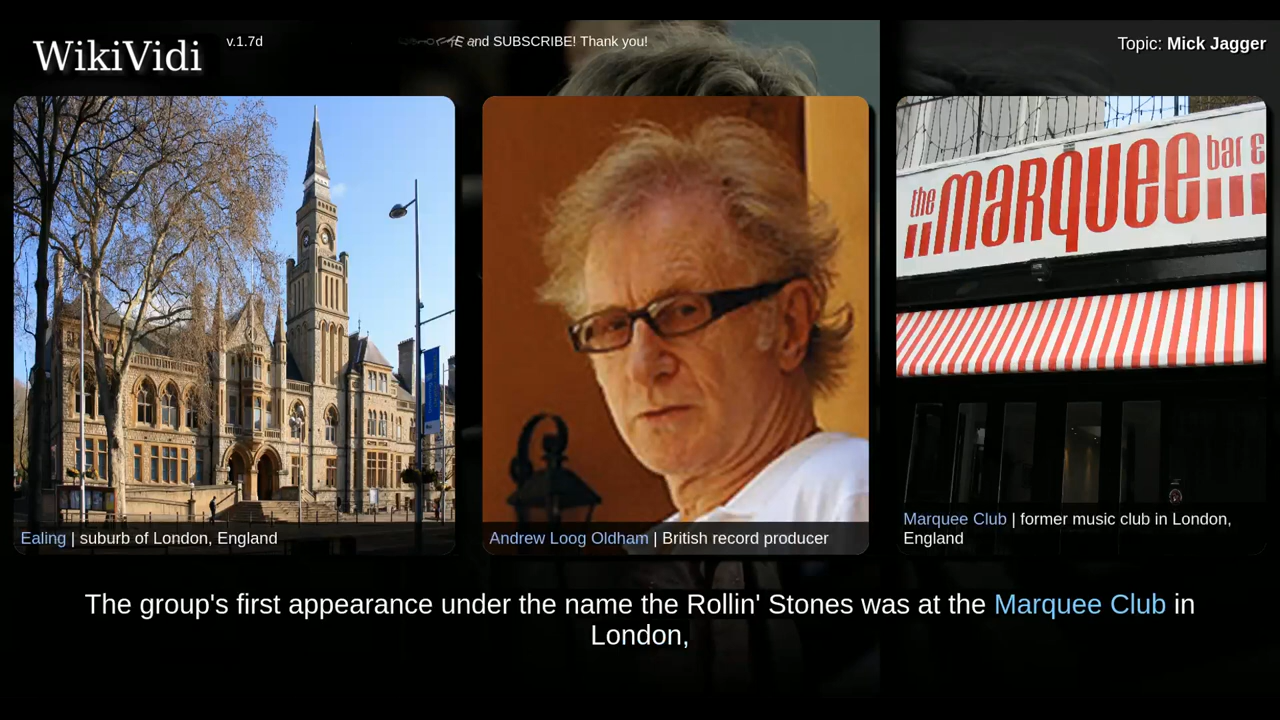 WikiVidi
v.1.7d
and SUBSCRIBE! Thank you!
Topic: Mick Jagger
the marquee bar &
Ealing | suburb of London, England
Andrew Loog Oldham | British record producer
Marquee Club | former music club in London,
England
The group's first appearance under the name the Rollin' Stones was at the Marquee Club in
London,